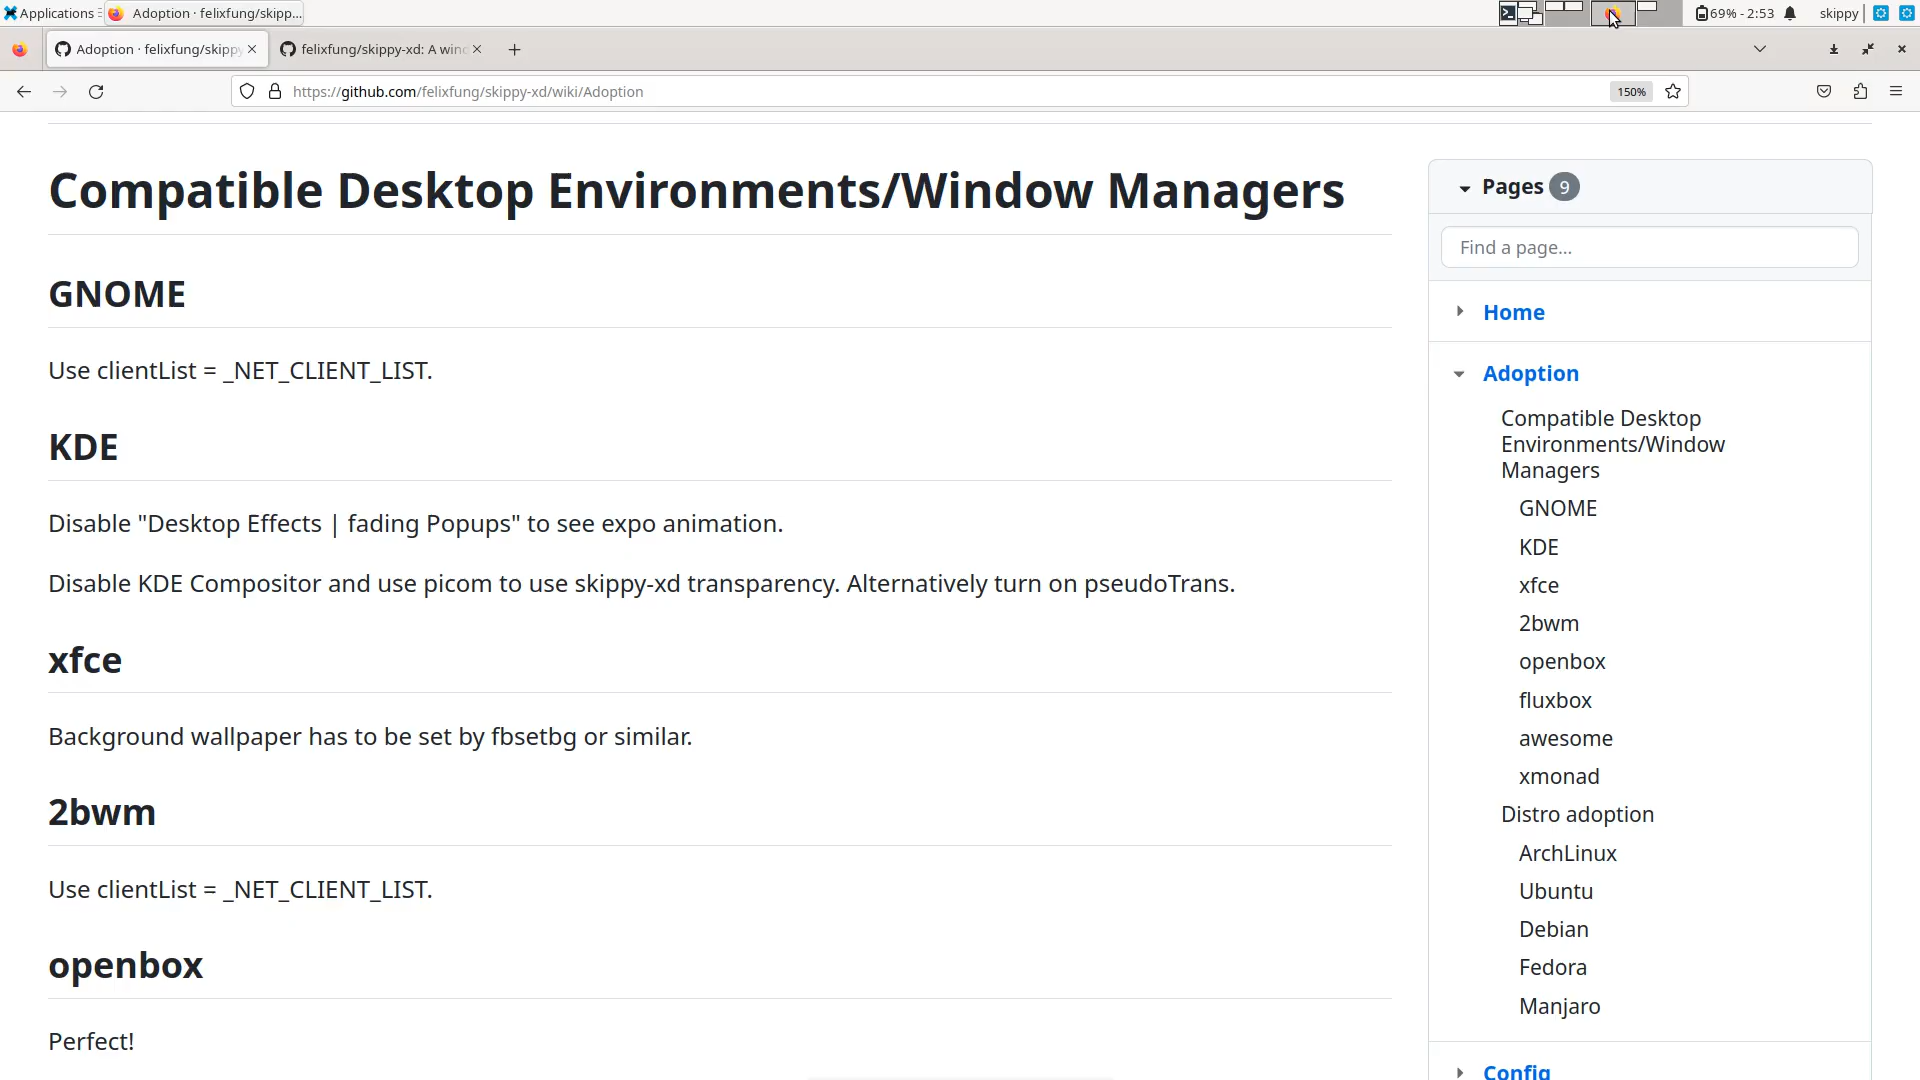 Applications
Adoption · felixfung/skipp...
69% - 2:53
skippy
Adoption · felixfung/skippy
felixfung/skippy-xd: A wind
https://github.com/felixfung/skippy-xd/wiki/Adoption
150%
Compatible Desktop Environments/Window Managers
GNOME
Use clientList = _NET_CLIENT_LIST.
KDE
Disable "Desktop Effects | fading Popups" to see expo animation.
Disable KDE Compositor and use picom to use skippy-xd transparency. Alternatively turn on pseudoTrans.
xfce
Background wallpaper has to be set by fbsetbg or similar.
2bwm
Use clientList = _NET_CLIENT_LIST.
openbox
Perfect!
Pages 9
Find a page...
Home
Adoption
Compatible Desktop
Environments/Window
Managers
GNOME
KDE
xfce
2bwm
openbox
fluxbox
awesome
xmonad
Distro adoption
ArchLinux
Ubuntu
Debian
Fedora
Manjaro
Config